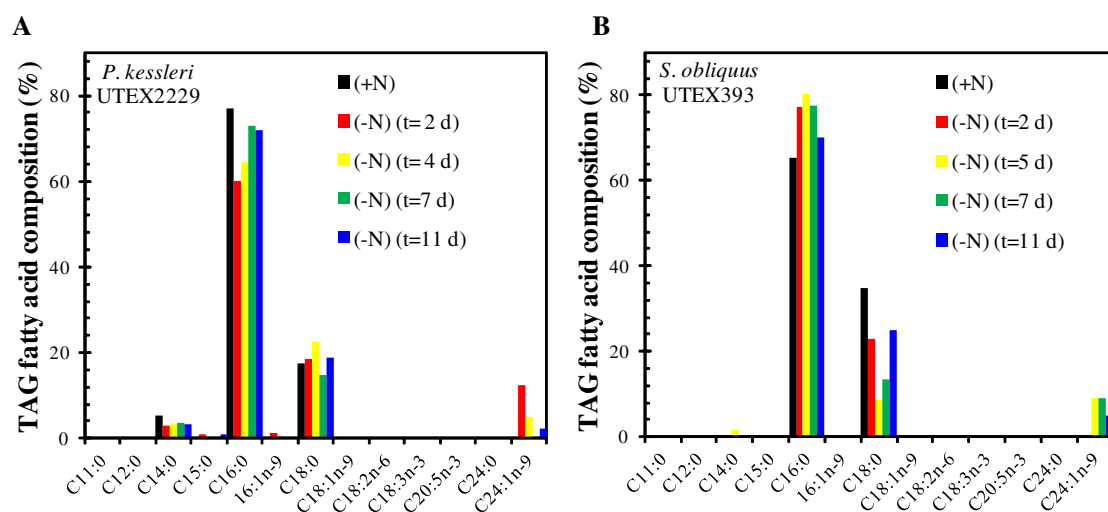 A
TAG fatty acid composition (%)
P. kessleri
UTEX2229
(+N)
(-N) (t= 2 d)
(-N) (t= 4 d)
(-N) (t=7 d)
(-N) (t=11 d)
80
60
40
20
0
C11:0
C12:0
C14:0
C15:0
C16:0
16:1n-9
C18:0
C18:1n-9
C18:2n-6
C18:3n-3
C20:5n-3
C24:0
C24:1n-9
B
TAG fatty acid composition (%)
S. obliquus
UTEX393
(+N)
(-N) (t=2 d)
(-N) (t=5 d)
(-N) (t=7 d)
(-N) (t=11 d)
80
60
40
20
0
C11:0
C12:0
C14:0
C15:0
C16:0
16:1n-9
C18:0
C18:1n-9
C18:2n-6
C18:3n-3
C20:5n-3
C24:0
C24:1n-9